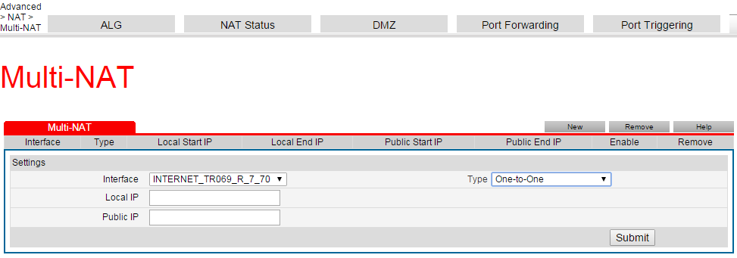 Advanced
> NAT >
Multi-NAT
ALG NAT Status DMZ Port Forwarding Port Triggering
Multi-NAT
Multi-NAT New Remove Help
Interface Type Local Start IP Local End IP Public Start IP Public End IP Enable Remove
Settings
Interface INTERNET_TR069_R_7_70 Type One-to-One
Local IP
Public IP
Submit